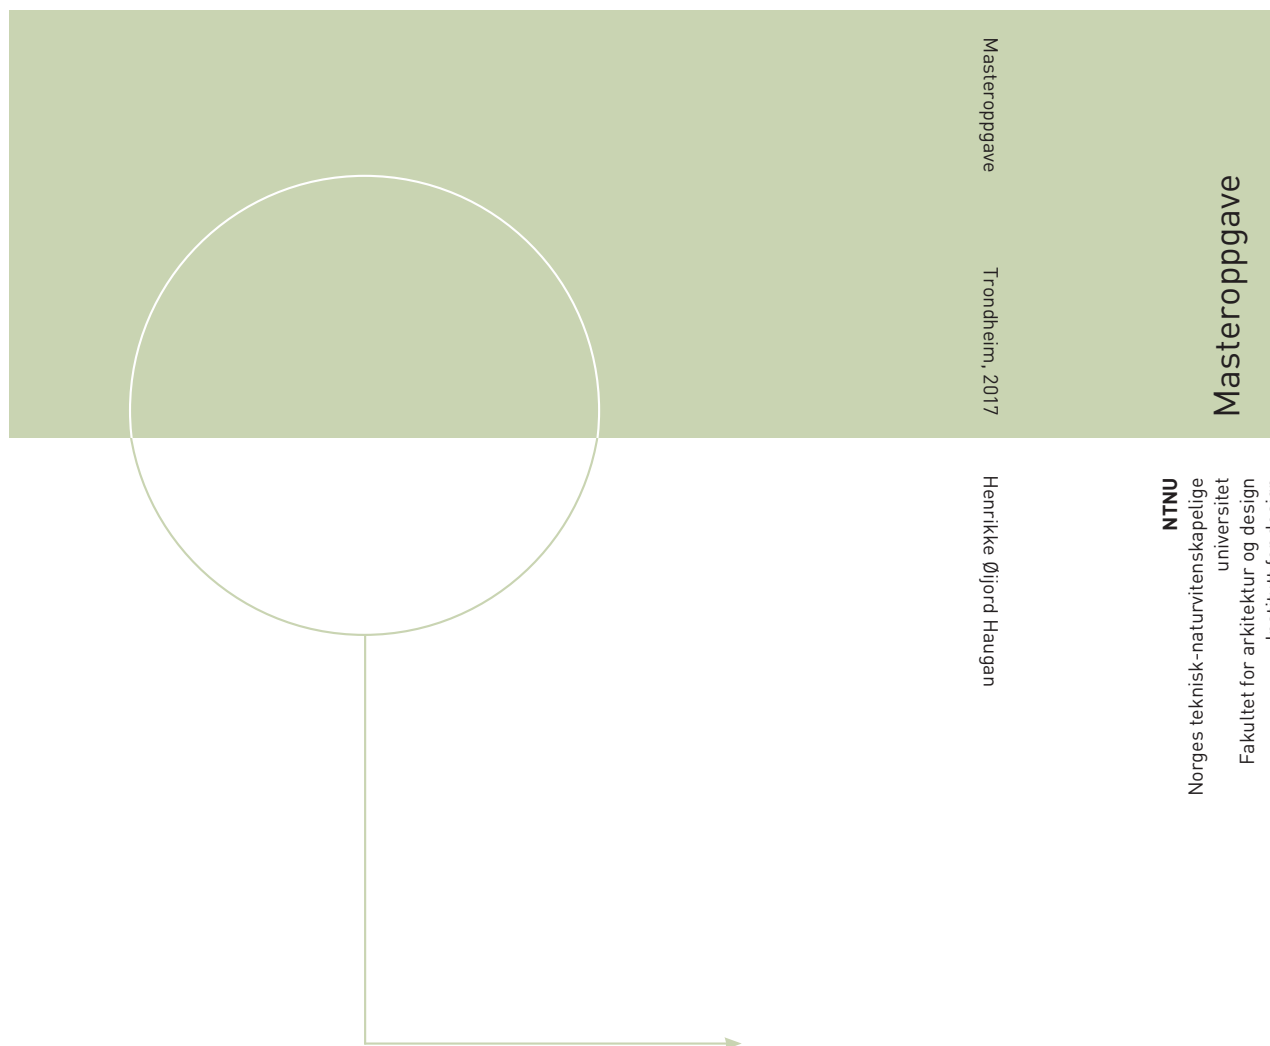 Masteroppgave
Trondheim, 2017
Henrikke Øijord Haugan
Masteroppgave
NTNU
Norges teknisk-naturvitenskapelige
universitet
Fakultet for arkitektur og design